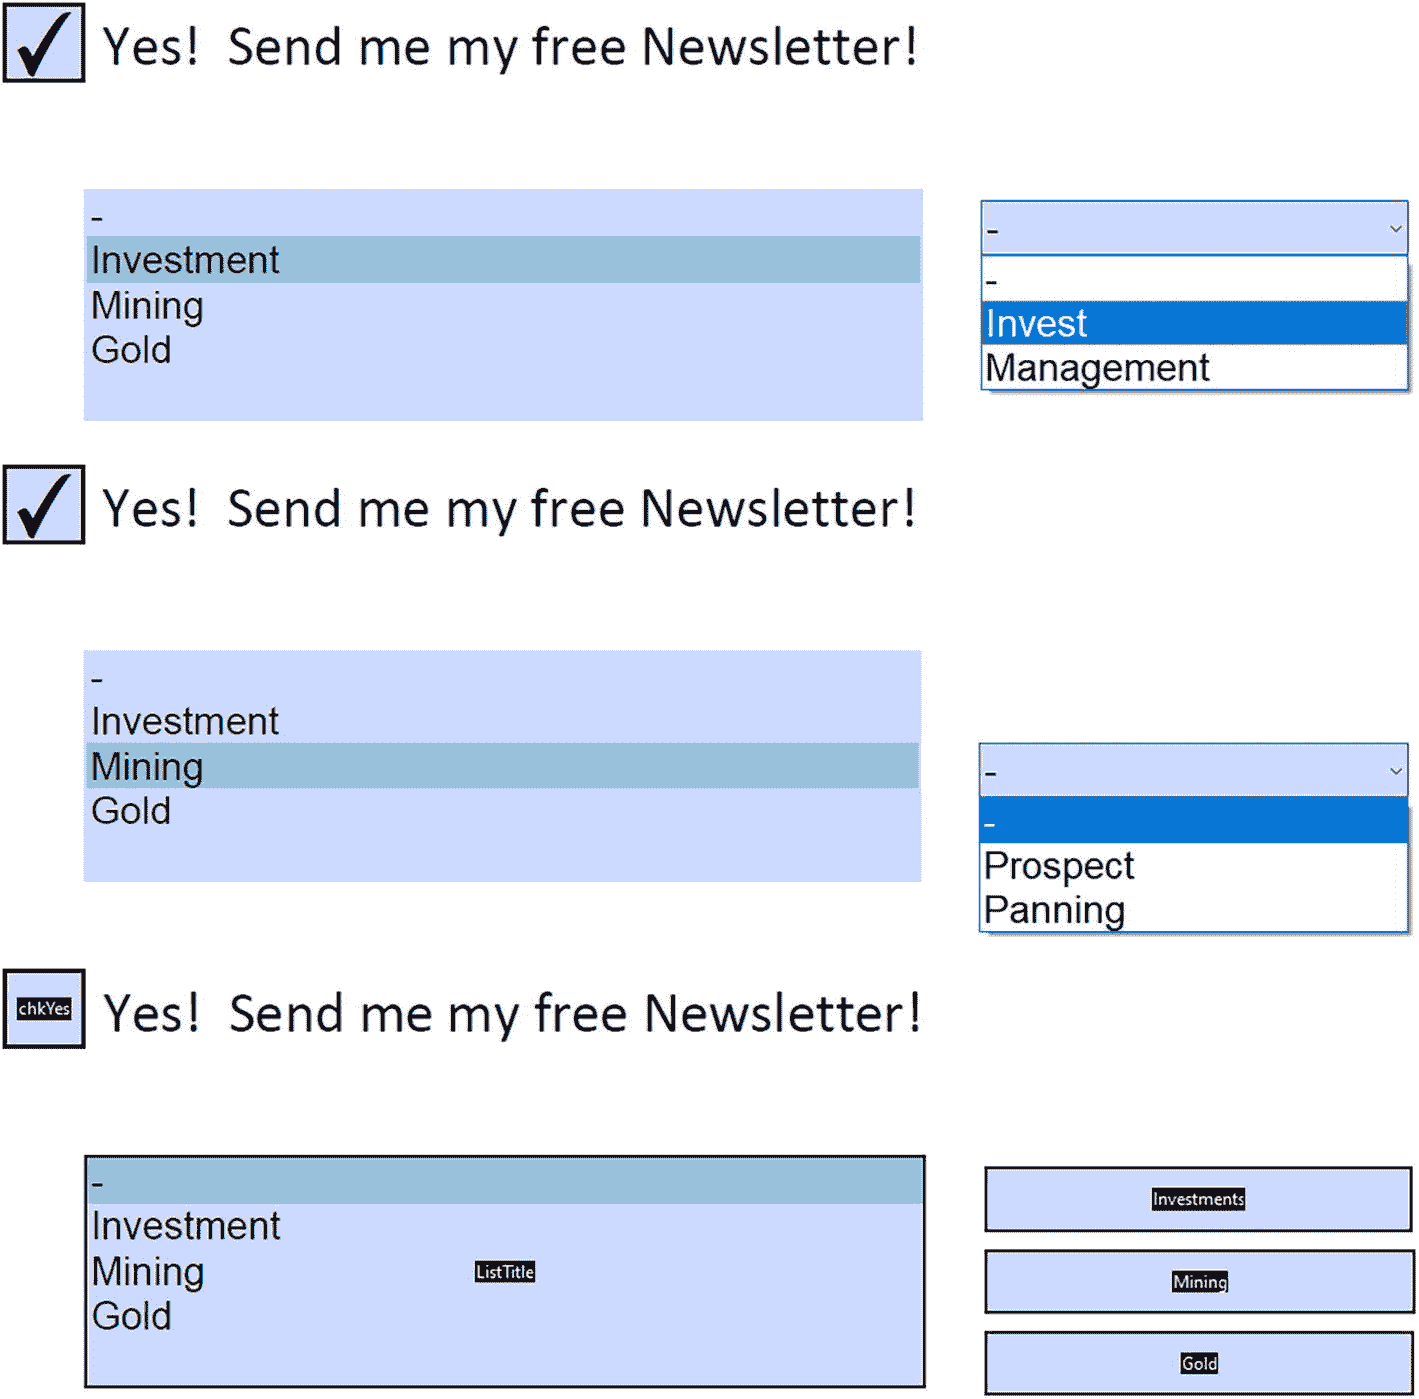 Yes!  Send me my free Newsletter!
-
Investment
Mining
Gold
-
-
Invest
Management
Yes!  Send me my free Newsletter!
-
Investment
Mining
Gold
-
-
Prospect
Panning
chkYes
Yes!  Send me my free Newsletter!
-
Investment
Mining
Gold
ListTitle
Investments
Mining
Gold